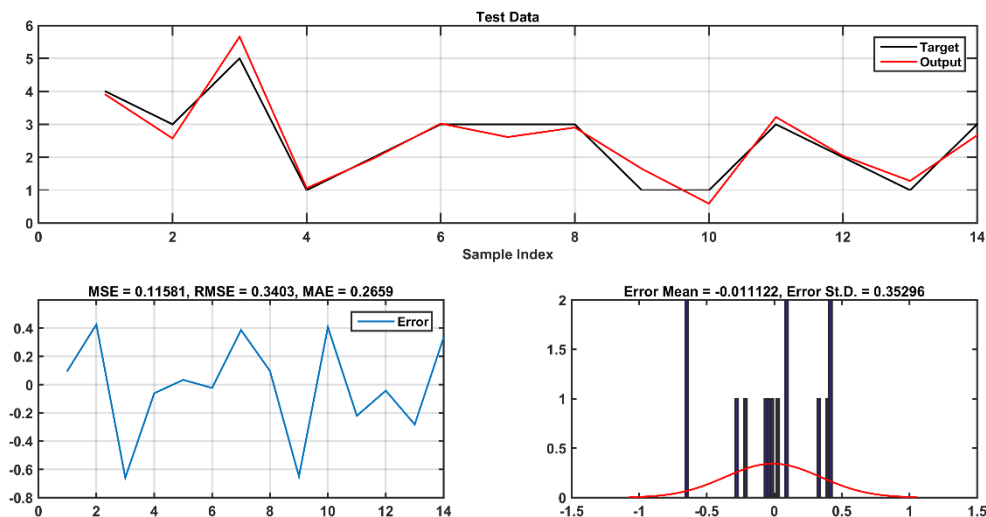 Test Data
6
5
4
3
2
1
0
Target
Output
0 2 4 6 8 10 12 14
Sample Index
MSE = 0.11581, RMSE = 0.3403, MAE = 0.2659
0.4
0.2
0
-0.2
-0.4
-0.6
-0.8
Error
0 2 4 6 8 10 12 14
Error Mean = -0.011122, Error St.D. = 0.35296
2
1.5
1
0.5
0
-1.5 -1 -0.5 0 0.5 1 1.5